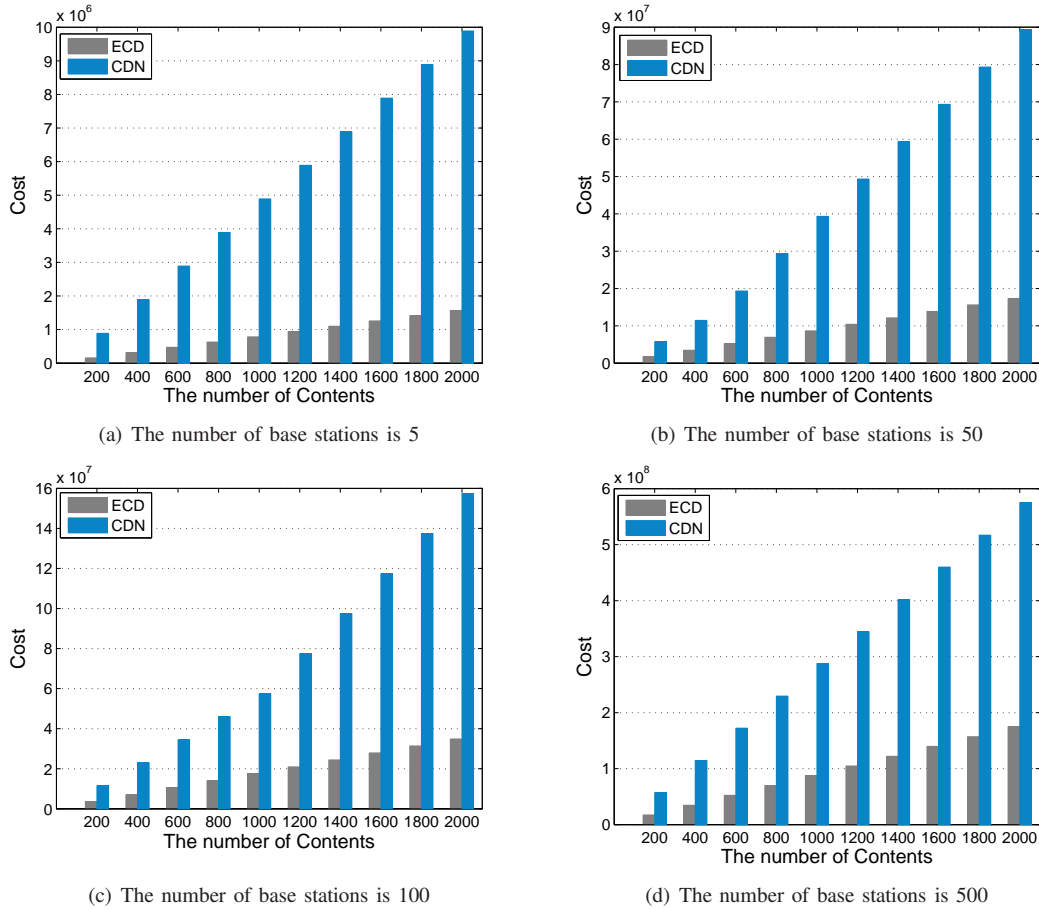 x 10^6
10
9
8
7
6
5
4
3
2
1
0
Cost
ECD
CDN
200 400 600 800 1000 1200 1400 1600 1800 2000
The number of Contents
(a) The number of base stations is 5
x 10^7
9
8
7
6
5
4
3
2
1
0
Cost
ECD
CDN
200 400 600 800 1000 1200 1400 1600 1800 2000
The number of Contents
(b) The number of base stations is 50
x 10^7
16
14
12
10
8
6
4
2
0
Cost
ECD
CDN
200 400 600 800 1000 1200 1400 1600 1800 2000
The number of Contents
(c) The number of base stations is 100
x 10^8
6
5
4
3
2
1
0
Cost
ECD
CDN
200 400 600 800 1000 1200 1400 1600 1800 2000
The number of Contents
(d) The number of base stations is 500